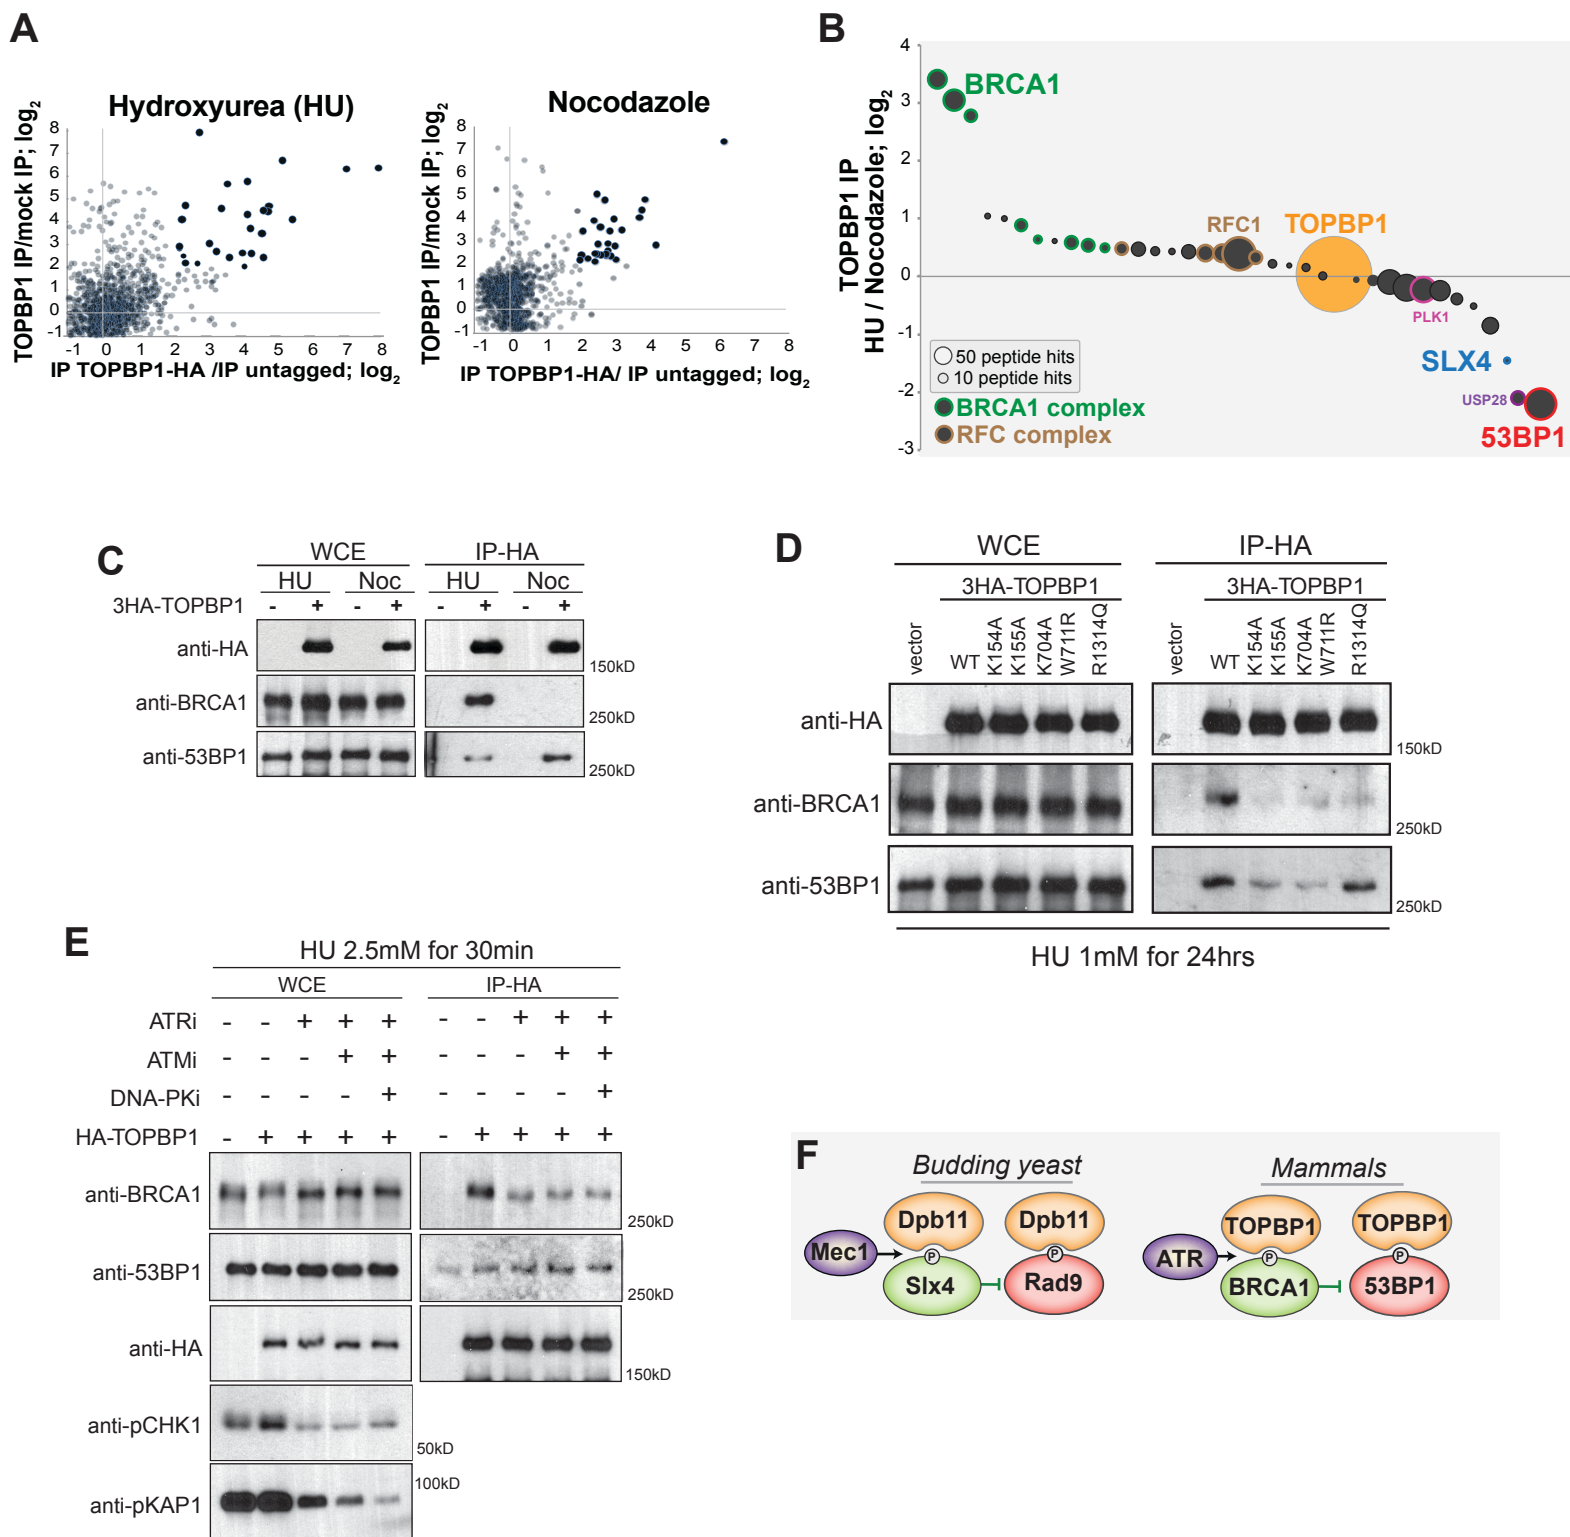 A
Hydroxyurea (HU)
TOPBP1 IP/mock IP; log2
8
7
6
5
4
3
2
1
0
-1
-1 0 1 2 3 4 5 6 7 8
IP TOPBP1-HA /IP untagged; log2
Nocodazole
TOPBP1 IP/mock IP; log2
8
7
6
5
4
3
2
1
0
-1
-1 0 1 2 3 4 5 6 7 8
IP TOPBP1-HA/ IP untagged; log2
B
TOPBP1 IP
HU / Nocodazole; log2
4
3
2
1
0
-1
-2
-3
BRCA1
RFC1
TOPBP1
PLK1
SLX4
USP28
53BP1
50 peptide hits
10 peptide hits
BRCA1 complex
RFC complex
C
WCE IP-HA
HU Noc HU Noc
3HA-TOPBP1 - + - + - + - +
anti-HA
150kD
anti-BRCA1
250kD
anti-53BP1
250kD
D
WCE IP-HA
3HA-TOPBP1 3HA-TOPBP1
vector WT K154A K155A K704A W711R R1314Q vector WT K154A K155A K704A W711R R1314Q
anti-HA
150kD
anti-BRCA1
250kD
anti-53BP1
250kD
HU 1mM for 24hrs
E
HU 2.5mM for 30min
WCE IP-HA
ATRi - - + + + - - + + +
ATMi - - - + + - - - + +
DNA-PKi - - - - + - - - - +
HA-TOPBP1 - + + + + - + + + +
anti-BRCA1
250kD
anti-53BP1
250kD
anti-HA
150kD
anti-pCHK1
50kD
100kD
anti-pKAP1
F
Budding yeast Mammals
Dpb11 Dpb11 TOPBP1 TOPBP1
Mec1 P P ATR P P
Slx4 Rad9 BRCA1 53BP1